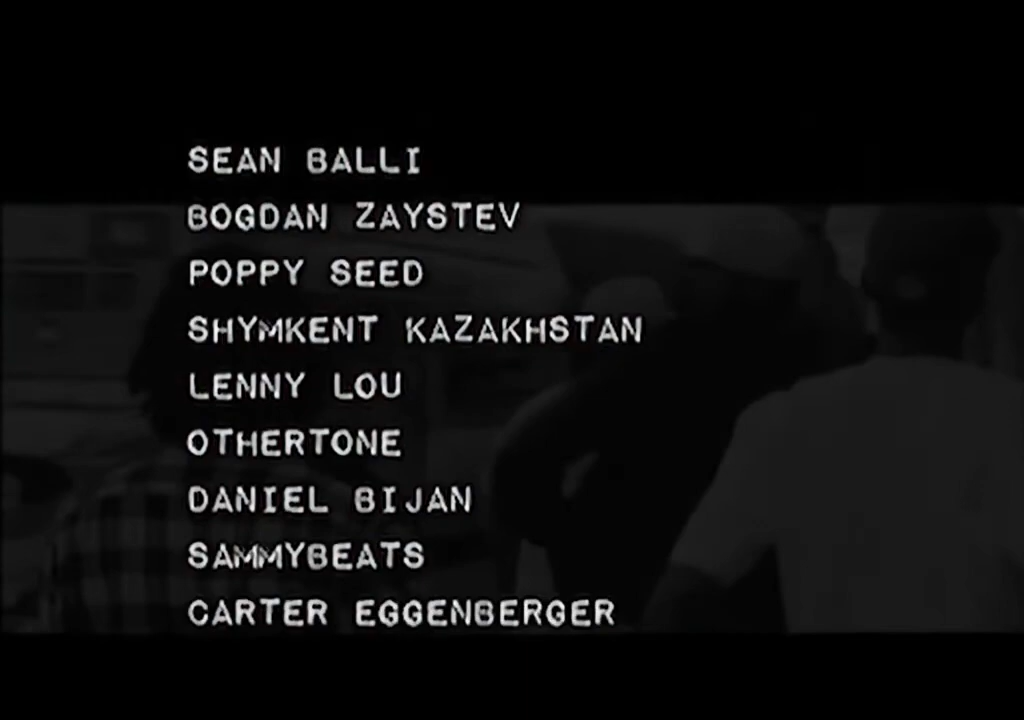 SEAN BALLI
BOGDAN ZAYSTEV
POPPY SEED
SHYMKENT KAZAKHSTAN
LENNY LOU
OTHERTONE
DANIEL BIJAN
SAMMYBEATS
CARTER EGGENBERGER